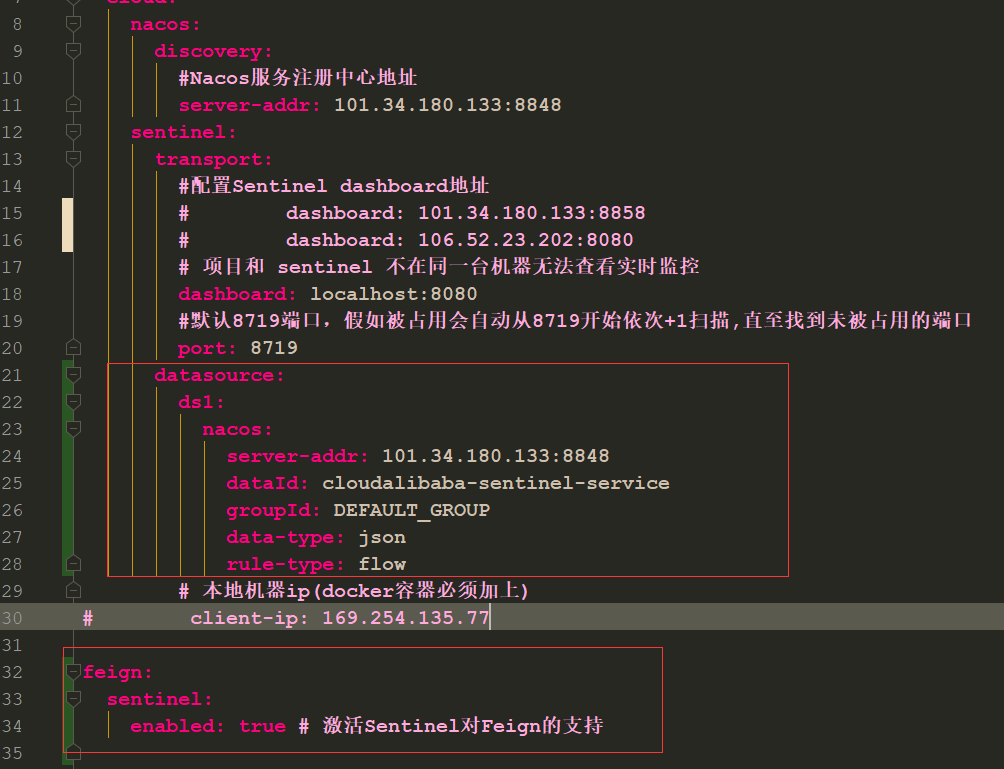 7 cloud:
8 nacos:
9 discovery:
10 #Nacos服务注册中心地址
11 server-addr: 101.34.180.133:8848
12 sentinel:
13 transport:
14 #配置Sentinel dashboard地址
15 #        dashboard: 101.34.180.133:8858
16 #        dashboard: 106.52.23.202:8080
17 # 项目和 sentinel 不在同一台机器无法查看实时监控
18 dashboard: localhost:8080
19 #默认8719端口，假如被占用会自动从8719开始依次+1扫描,直至找到未被占用的端口
20 port: 8719
21 datasource:
22 ds1:
23 nacos:
24 server-addr: 101.34.180.133:8848
25 dataId: cloudalibaba-sentinel-service
26 groupId: DEFAULT_GROUP
27 data-type: json
28 rule-type: flow
29 # 本地机器ip(docker容器必须加上)
30 #        client-ip: 169.254.135.77
31
32 feign:
33 sentinel:
34 enabled: true # 激活Sentinel对Feign的支持
35